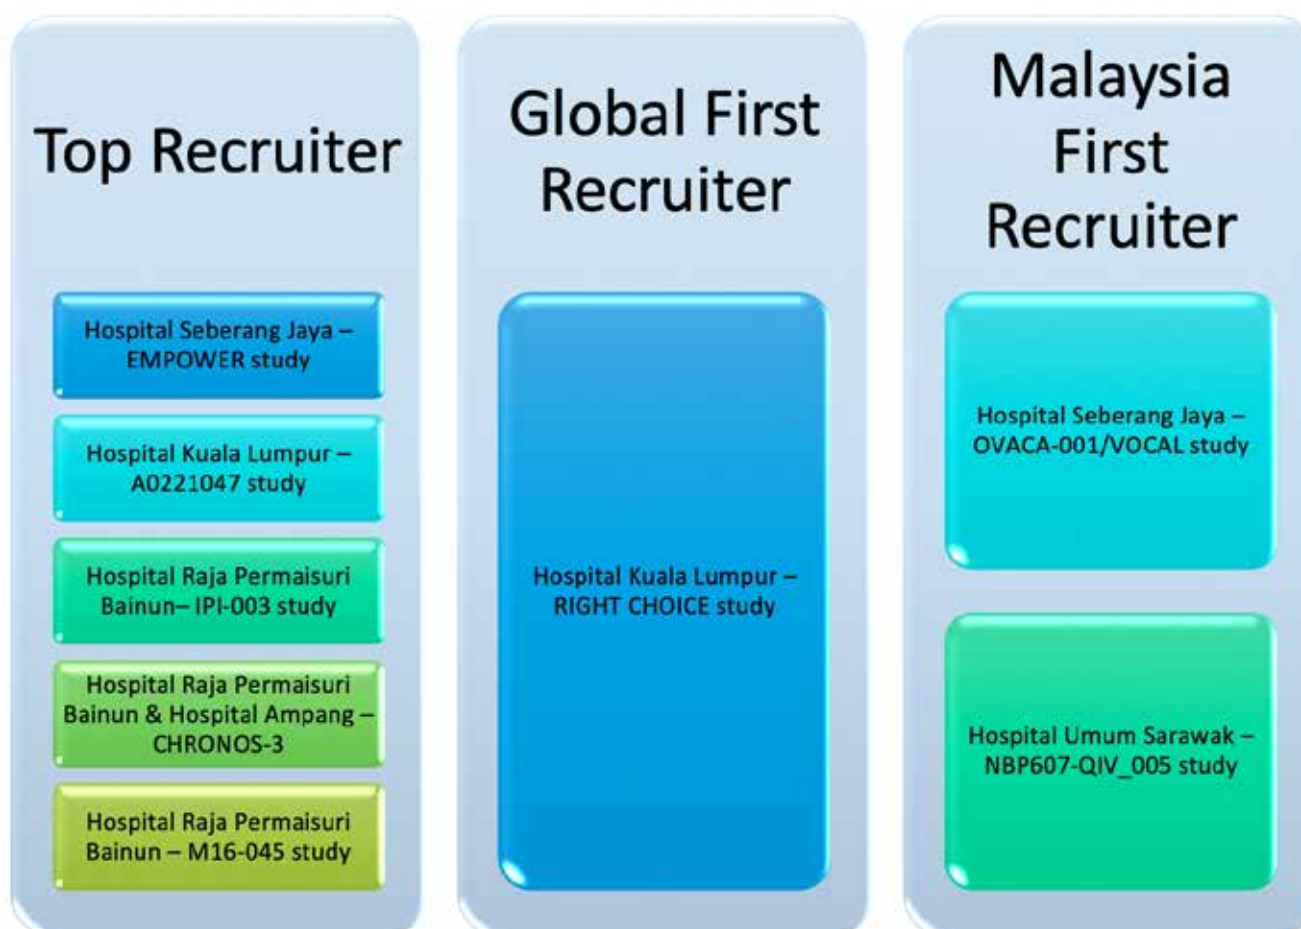 Top Recruiter
Hospital Seberang Jaya –
EMPOWER study
Hospital Kuala Lumpur –
A0221047 study
Hospital Raja Permaisuri
Bainun– IPI-003 study
Hospital Raja Permaisuri
Bainun & Hospital Ampang –
CHRONOS-3
Hospital Raja Permaisuri
Bainun – M16-045 study
Global First
Recruiter
Hospital Kuala Lumpur –
RIGHT CHOICE study
Malaysia
First
Recruiter
Hospital Seberang Jaya –
OVACA-001/VOCAL study
Hospital Umum Sarawak –
NBP607-QIV_005 study